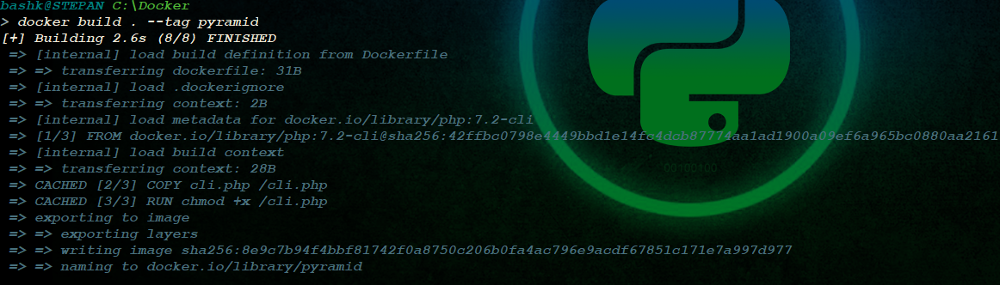 bashk@STEPAN C:\Docker
> docker build . --tag pyramid
[+] Building 2.6s (8/8) FINISHED
=> [internal] load build definition from Dockerfile
=> => transferring dockerfile: 31B
=> [internal] load .dockerignore
=> => transferring context: 2B
=> [internal] load metadata for docker.io/library/php:7.2-cli
=> [1/3] FROM docker.io/library/php:7.2-cli@sha256:42ffbc0798e4449bbd1e14fc4dcb87774aa1ad1900a09ef6a965bc0880aa2161
=> [internal] load build context
=> => transferring context: 28B
=> CACHED [2/3] COPY cli.php /cli.php
=> CACHED [3/3] RUN chmod +x /cli.php
=> exporting to image
=> => exporting layers
=> => writing image sha256:8e9c7b94f4bbf81742f0a8750c206b0fa4ac796e9acdf67851c171e7a997d977
=> => naming to docker.io/library/pyramid